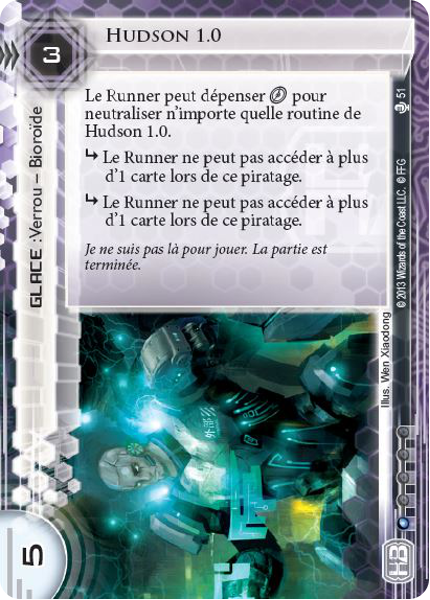 Hudson 1.0
3
Le Runner peut dépenser pour
neutraliser n'importe quelle routine de
Hudson 1.0.
Le Runner ne peut pas accéder à plus
d'1 carte lors de ce piratage.
Le Runner ne peut pas accéder à plus
d'1 carte lors de ce piratage.
Je ne suis pas là pour jouer. La partie est
terminée.
GLACE : Verrou – Bioroïde
51
© 2013 Wizards of the Coast LLC. © FFG
Illus. Wen Xiaodong
5
HB